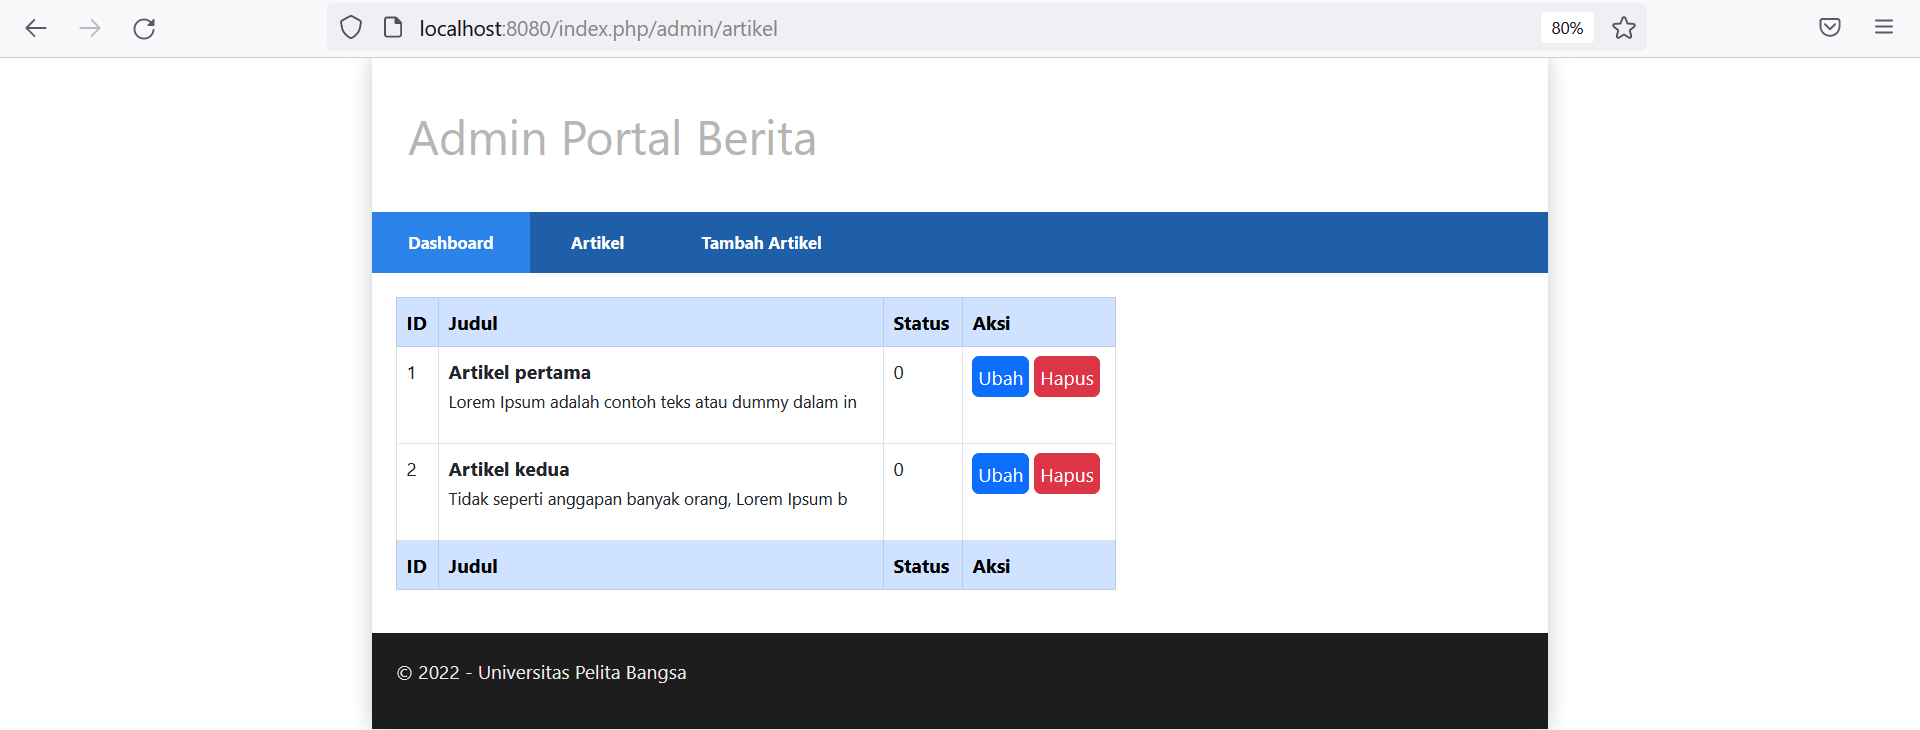 localhost:8080/index.php/admin/artikel 80%
Admin Portal Berita
Dashboard Artikel Tambah Artikel
ID Judul Status Aksi
1 Artikel pertama 0 Ubah Hapus
Lorem Ipsum adalah contoh teks atau dummy dalam in
2 Artikel kedua 0 Ubah Hapus
Tidak seperti anggapan banyak orang, Lorem Ipsum b
ID Judul Status Aksi
© 2022 - Universitas Pelita Bangsa